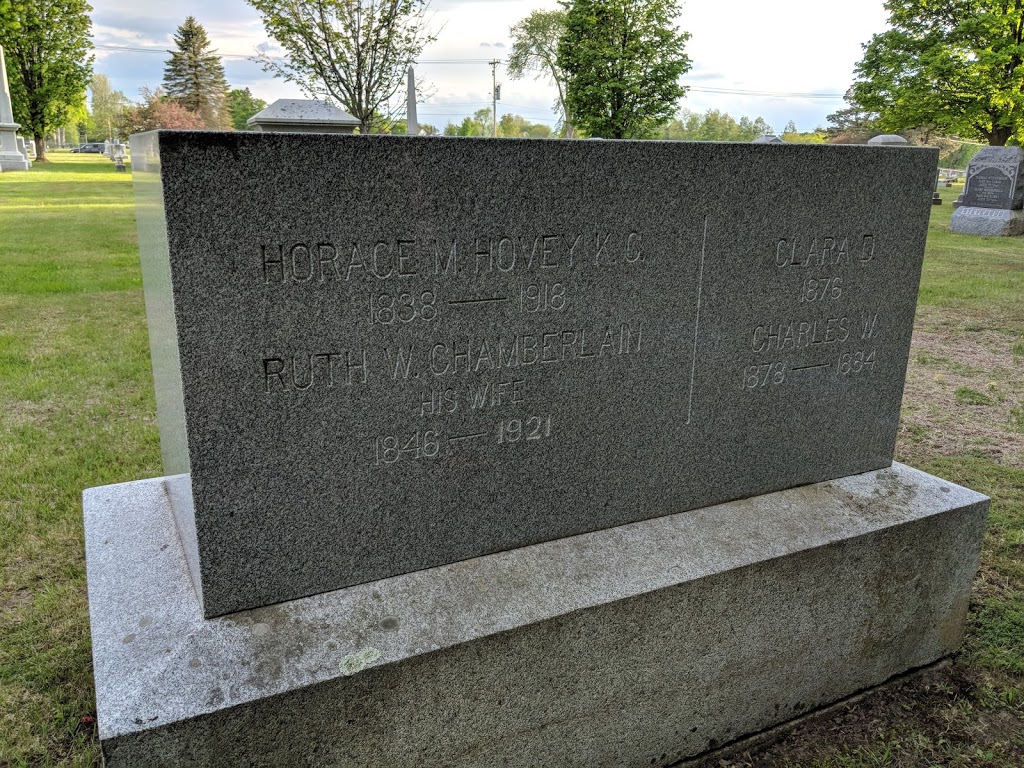 HORACE M. HOVEY K. C.
1838 — 1918
RUTH W. CHAMBERLAIN
HIS WIFE
1846 — 1921
CLARA D.
1876
CHARLES W.
1878 — 1884